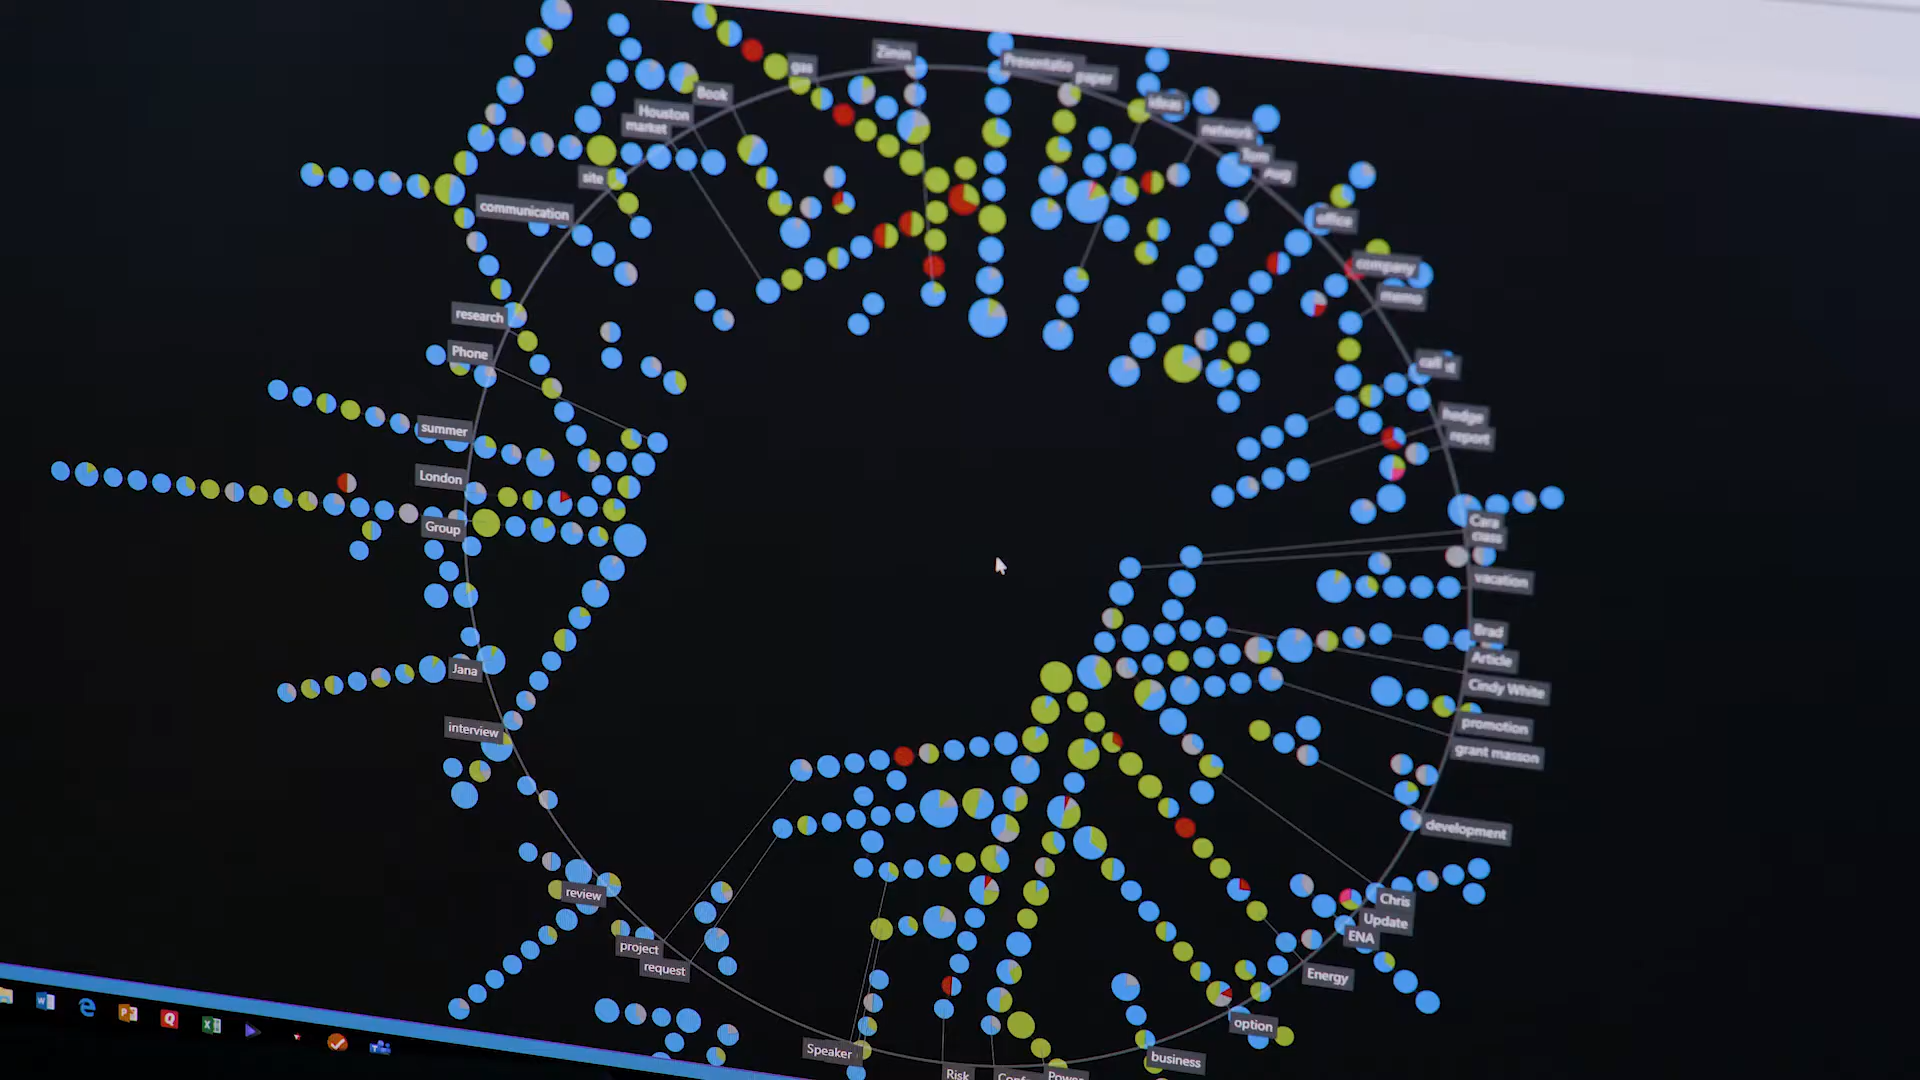 Zimin
Presentatio
gas
paper
Book
ideas
Houston
network
market
Tom
site
Aug
communication
office
company
memo
research
Phone
call
summer
hedge
report
London
Group
Cara
class
vacation
Brad
Article
Jana
Cindy White
promotion
interview
grant masson
development
review
Chris
Update
ENA
project
request
Energy
option
Speaker
business
Risk
Power